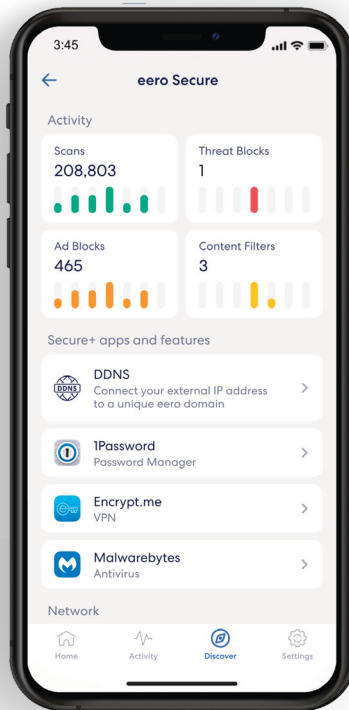 3:45
eero Secure
Activity
Scans
208,803
Threat Blocks
1
Ad Blocks
465
Content Filters
3
Secure+ apps and features
DDNS
DDNS
Connect your external IP address
to a unique eero domain
1Password
Password Manager
Encrypt.me
VPN
Malwarebytes
Antivirus
Network
Home
Activity
Discover
Settings